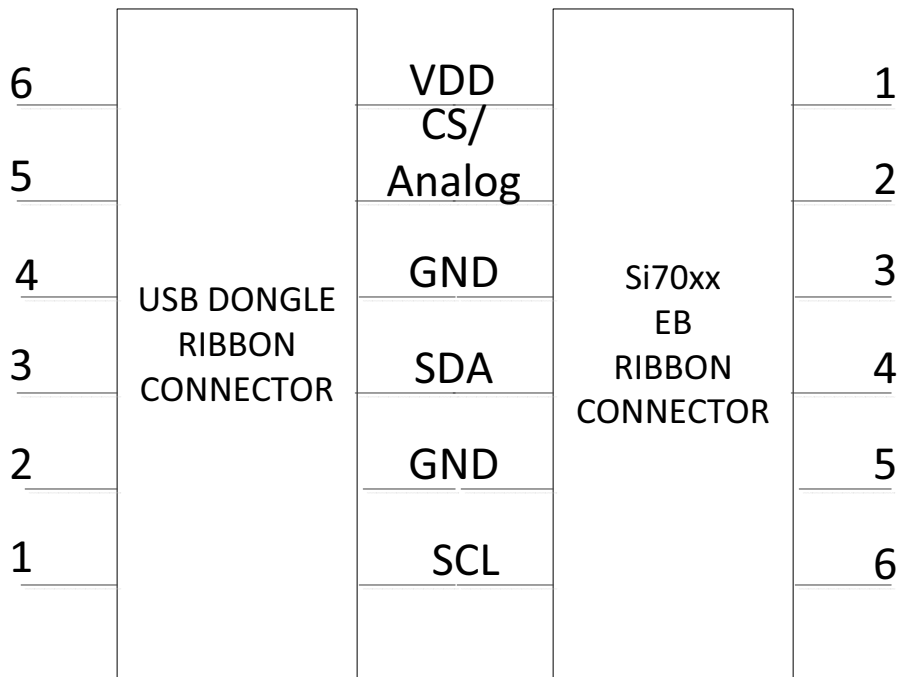 6 VDD 1
CS/
5 Analog 2
4 GND 3
USB DONGLE
RIBBON
CONNECTOR
Si70xx
EB
RIBBON
CONNECTOR
3 SDA 4
2 GND 5
1 SCL 6